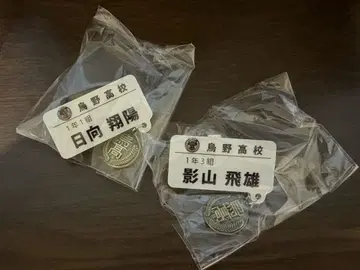 烏野高校
1年1組
日向 翔陽
烏野高校
1年3組
影山 飛雄